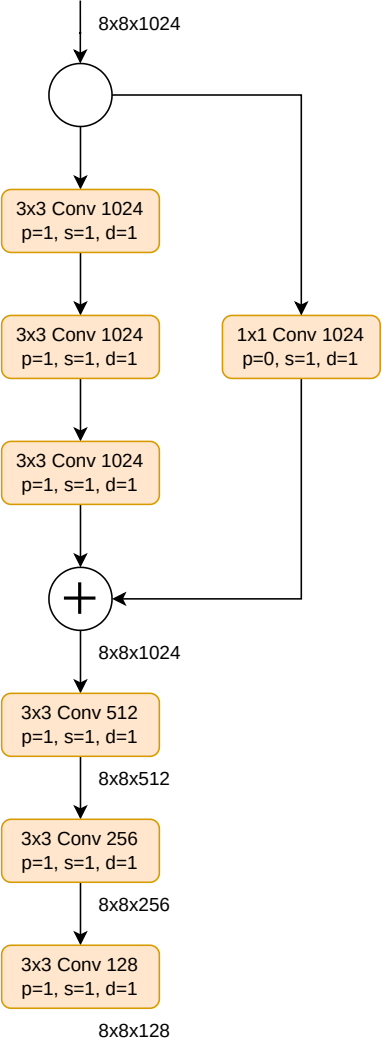 8x8x1024
3x3 Conv 1024
p=1, s=1, d=1
3x3 Conv 1024
p=1, s=1, d=1
1x1 Conv 1024
p=0, s=1, d=1
3x3 Conv 1024
p=1, s=1, d=1
8x8x1024
3x3 Conv 512
p=1, s=1, d=1
8x8x512
3x3 Conv 256
p=1, s=1, d=1
8x8x256
3x3 Conv 128
p=1, s=1, d=1
8x8x128